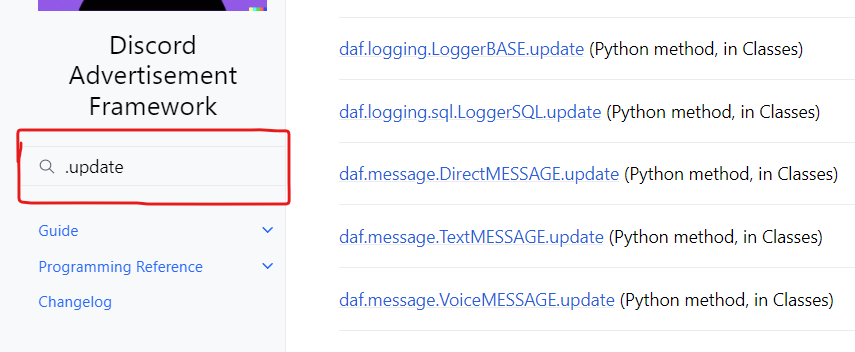 Discord
Advertisement
Framework
.update
Guide
Programming Reference
Changelog
daf.logging.LoggerBASE.update (Python method, in Classes)
daf.logging.sql.LoggerSQL.update (Python method, in Classes)
daf.message.DirectMESSAGE.update (Python method, in Classes)
daf.message.TextMESSAGE.update (Python method, in Classes)
daf.message.VoiceMESSAGE.update (Python method, in Classes)